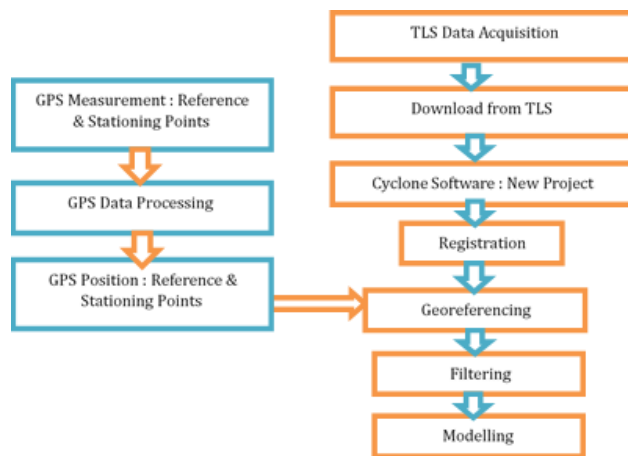 GPS Measurement : Reference
& Stationing Points
GPS Data Processing
GPS Position : Reference &
Stationing Points
TLS Data Acquisition
Download from TLS
Cyclone Software : New Project
Registration
Georeferencing
Filtering
Modelling